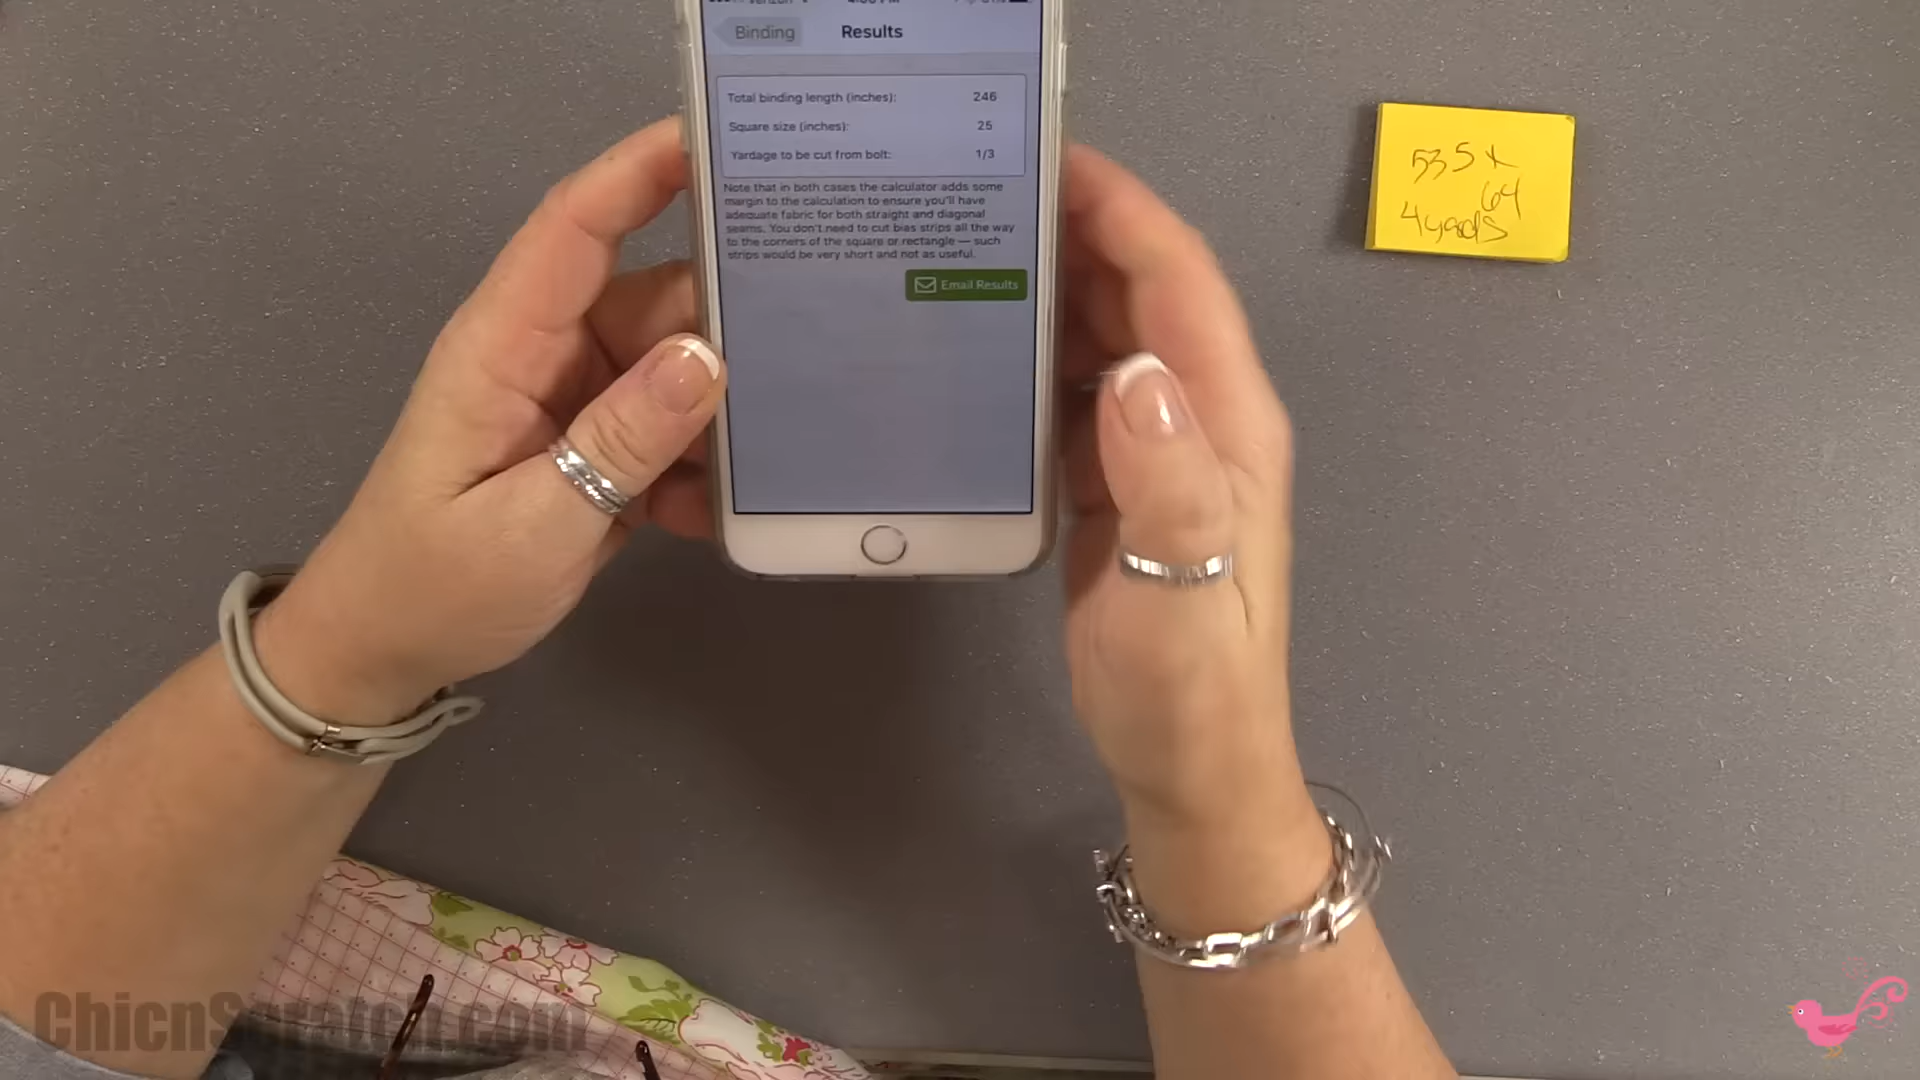 Binding Results
Total binding length (inches): 246
Square size (inches): 25
Yardage to be cut from bolt: 1/3
Note that in both cases the calculator adds some
margin to the calculation to ensure you'll have
adequate fabric for both straight and diagonal
seams. You don't need to cut bias strips all the way
to the corners of the square or rectangle — such
strips would be very short and not as useful.
Email Results
53 5 x
64
4 yards
ChicnScratch.com